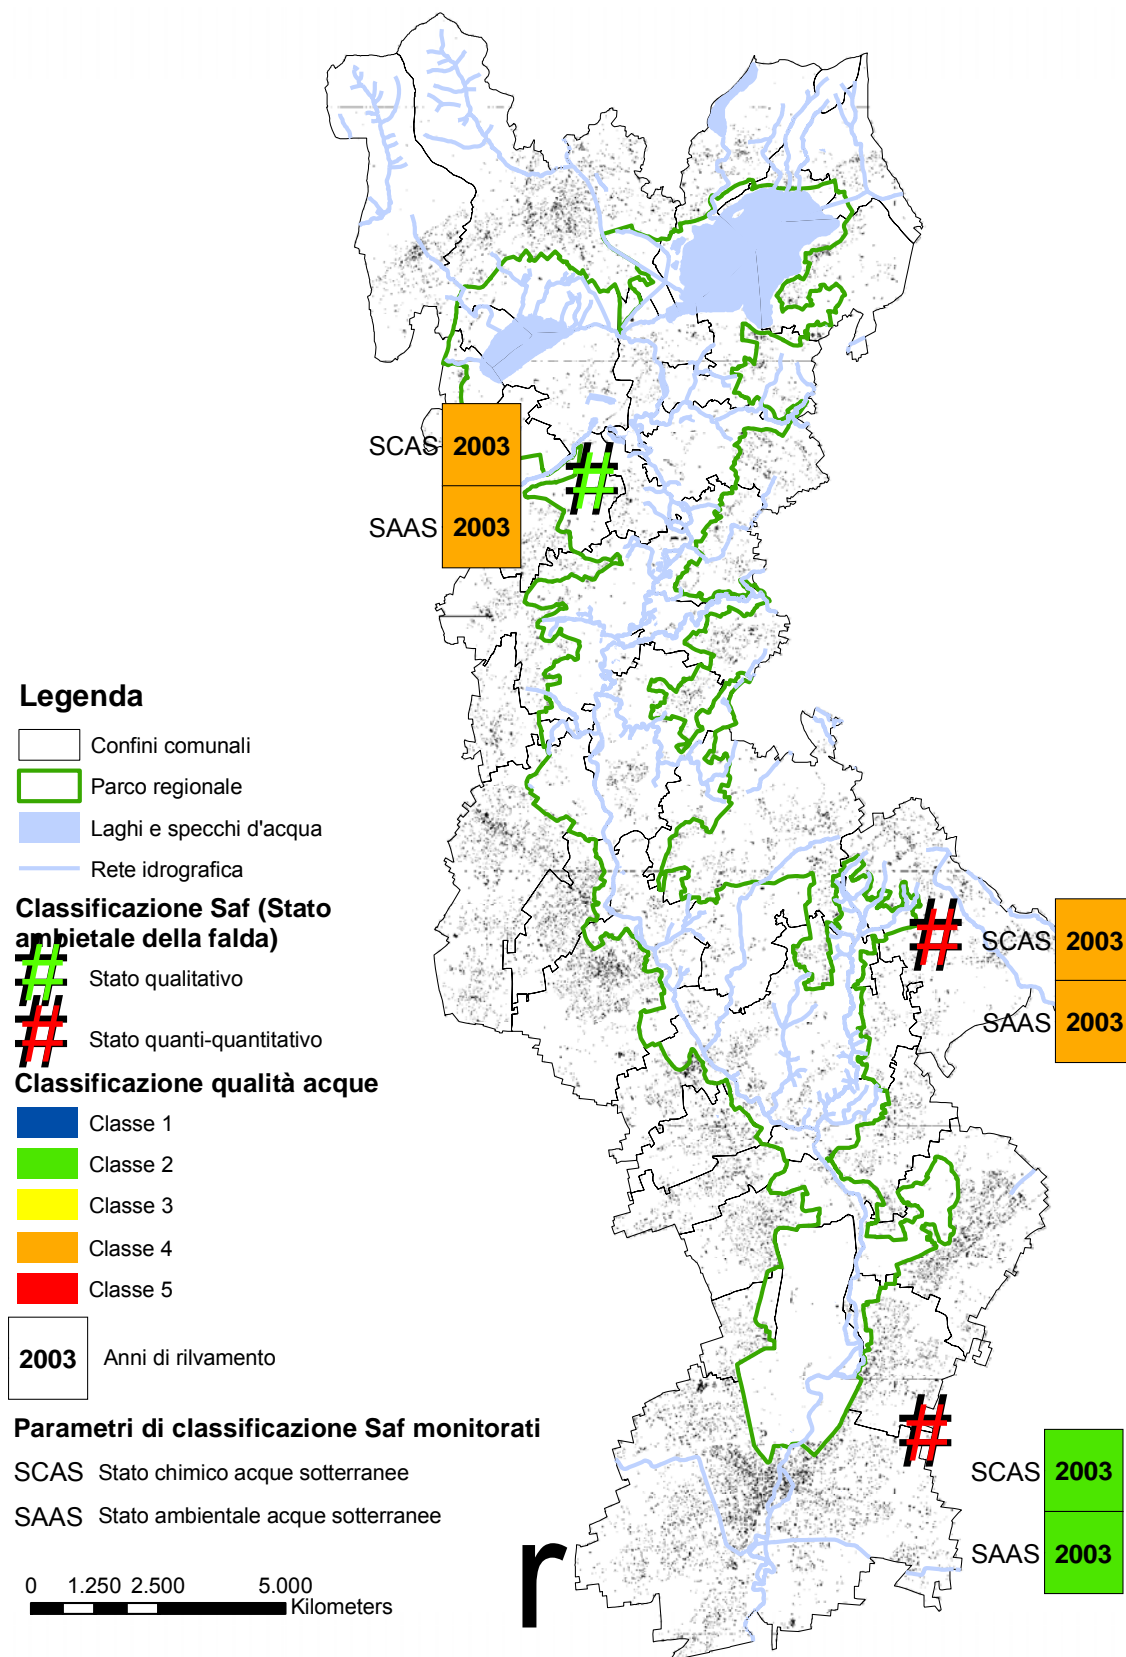 SCAS 2003
SAAS 2003
Legenda
Confini comunali
Parco regionale
Laghi e specchi d'acqua
Rete idrografica
Classificazione Saf (Stato
ambietale della falda)
# Stato qualitativo
# Stato quanti-quantitativo
Classificazione qualità acque
Classe 1
Classe 2
Classe 3
Classe 4
Classe 5
2003 Anni di rilvamento
Parametri di classificazione Saf monitorati
SCAS Stato chimico acque sotterranee
SAAS Stato ambientale acque sotterranee
0 1.250 2.500 5.000
Kilometers
#
#
SCAS 2003
SAAS 2003
#
SCAS 2003
SAAS 2003
r